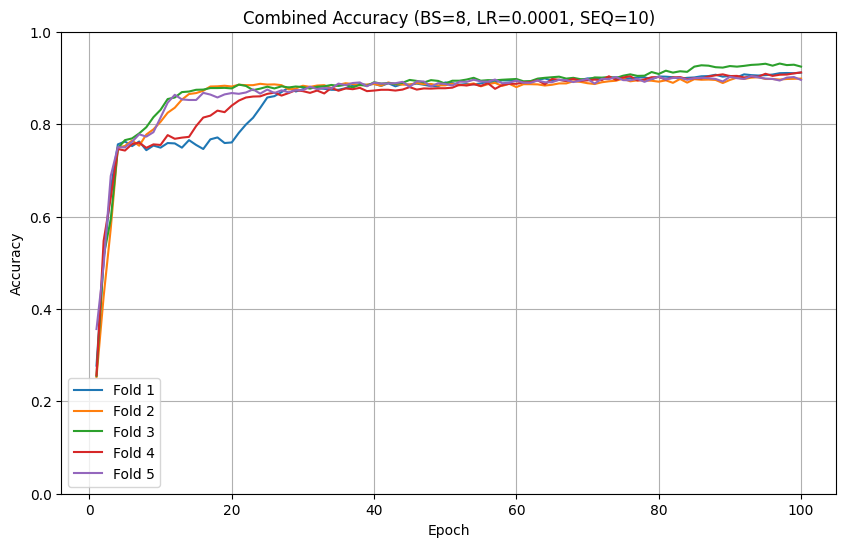 Combined Accuracy (BS=8, LR=0.0001, SEQ=10)
1.0
0.8
0.6
0.4
0.2
0.0
Accuracy
Fold 1
Fold 2
Fold 3
Fold 4
Fold 5
0 20 40 60 80 100
Epoch